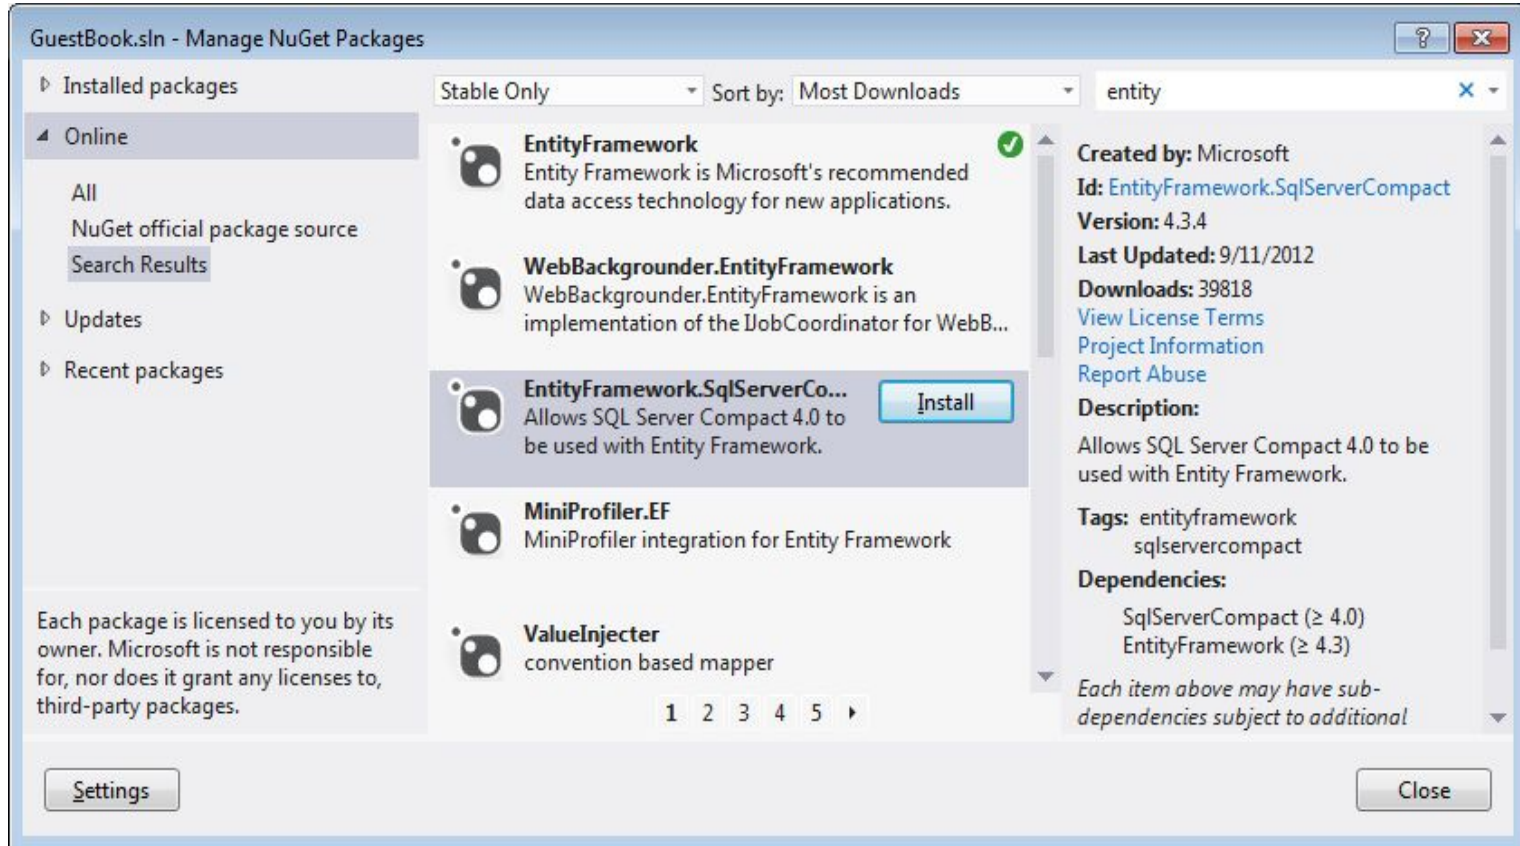 GuestBook.sln - Manage NuGet Packages
?
Installed packages
Online
All
NuGet official package source
Search Results
Updates
Recent packages
Each package is licensed to you by its
owner. Microsoft is not responsible
for, nor does it grant any licenses to,
third-party packages.
Stable Only
Sort by: Most Downloads
EntityFramework
Entity Framework is Microsoft's recommended
data access technology for new applications.
WebBackgrounder.EntityFramework
WebBackgrounder.EntityFramework is an
implementation of the IJobCoordinator for WebB...
EntityFramework.SqlServerCo...
Allows SQL Server Compact 4.0 to
be used with Entity Framework.
Install
MiniProfiler.EF
MiniProfiler integration for Entity Framework
ValueInjecter
convention based mapper
1 2 3 4 5
entity
Created by: Microsoft
Id: EntityFramework.SqlServerCompact
Version: 4.3.4
Last Updated: 9/11/2012
Downloads: 39818
View License Terms
Project Information
Report Abuse
Description:
Allows SQL Server Compact 4.0 to be
used with Entity Framework.
Tags: entityframework
sqlservercompact
Dependencies:
SqlServerCompact (≥ 4.0)
EntityFramework (≥ 4.3)
Each item above may have sub-
dependencies subject to additional
Settings
Close